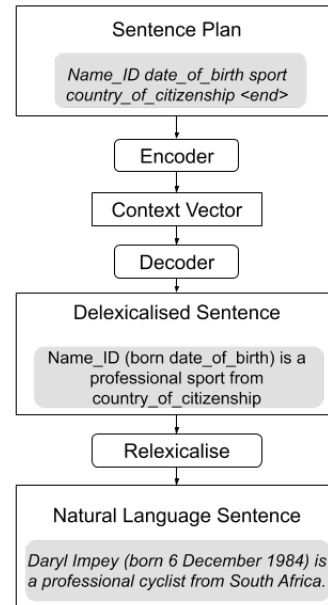 Sentence Plan
Name_ID date_of_birth sport
country_of_citizenship <end>
Encoder
Context Vector
Decoder
Delexicalised Sentence
Name_ID (born date_of_birth) is a
professional sport from
country_of_citizenship
Relexicalise
Natural Language Sentence
Daryl Impey (born 6 December 1984) is
a professional cyclist from South Africa.